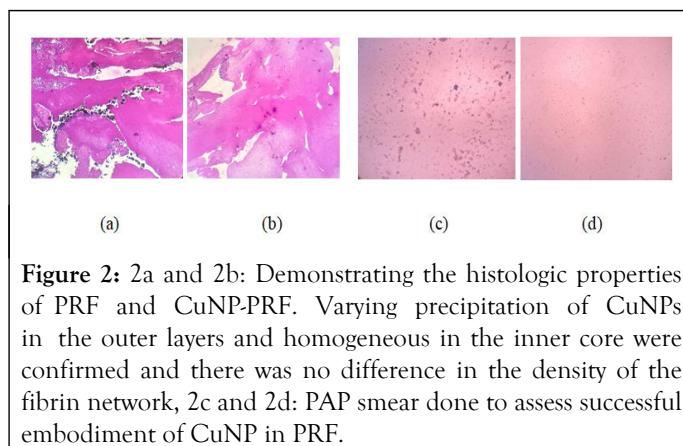 (a) (b) (c) (d)
Figure 2: 2a and 2b: Demonstrating the histologic properties
of PRF and CuNP-PRF. Varying precipitation of CuNPs
in the outer layers and homogeneous in the inner core were
confirmed and there was no difference in the density of the
fibrin network, 2c and 2d: PAP smear done to assess successful
embodiment of CuNP in PRF.